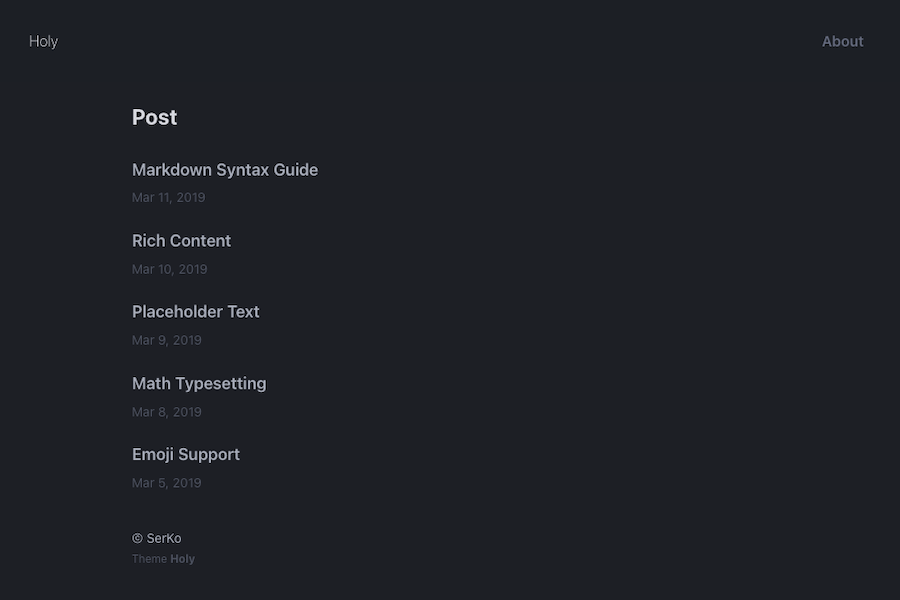 Holy
About
Post
Markdown Syntax Guide
Mar 11, 2019
Rich Content
Mar 10, 2019
Placeholder Text
Mar 9, 2019
Math Typesetting
Mar 8, 2019
Emoji Support
Mar 5, 2019
© SerKo
Theme Holy